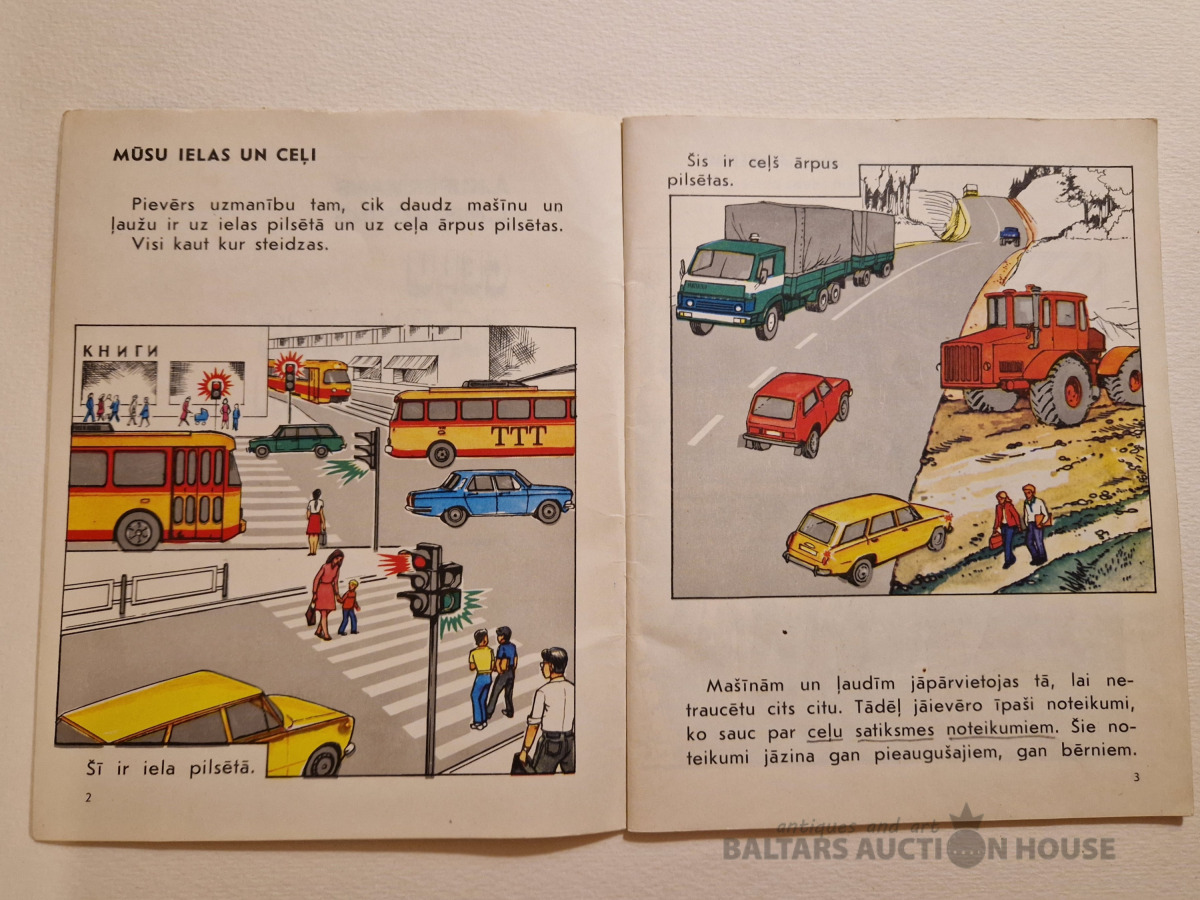 MŪSU IELAS UN CEĻI
Pievērs uzmanību tam, cik daudz mašīnu un
ļaužu ir uz ielas pilsētā un uz ceļa ārpus pilsētas.
Visi kaut kur steidzas.
КНИГИ
TTT
Šī ir iela pilsētā.
2
Šis ir ceļš ārpus
pilsētas.
Mašīnām un ļaudīm jāpārvietojas tā, lai ne-
traucētu cits citu. Tādēļ jāievēro īpaši noteikumi,
ko sauc par ceļu satiksmes noteikumiem. Šie no-
teikumi jāzina gan pieaugušajiem, gan bērniem.
3
antiques and art
BALTARS AUCTION HOUSE